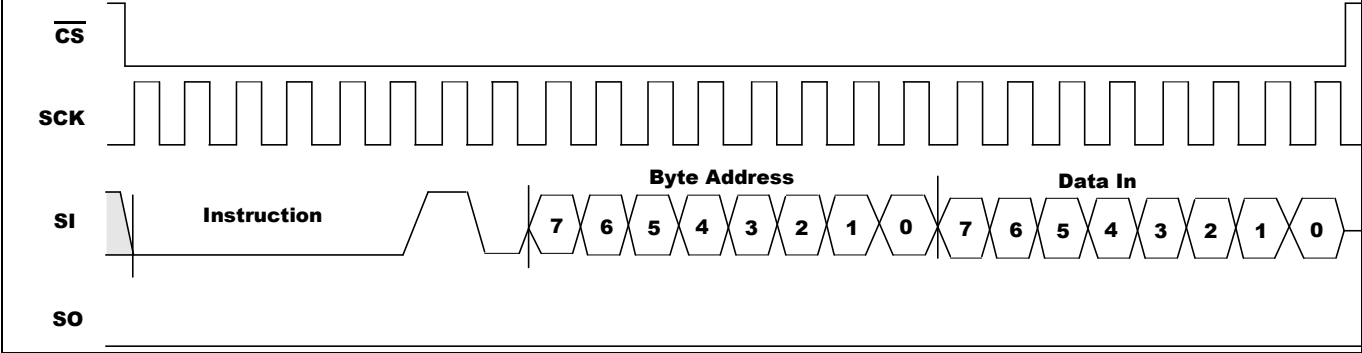 CS
SCK
Byte Address
Data In
Instruction
SI
7 6 5 4 3 2 1 0 7 6 5 4 3 2 1 0
SO